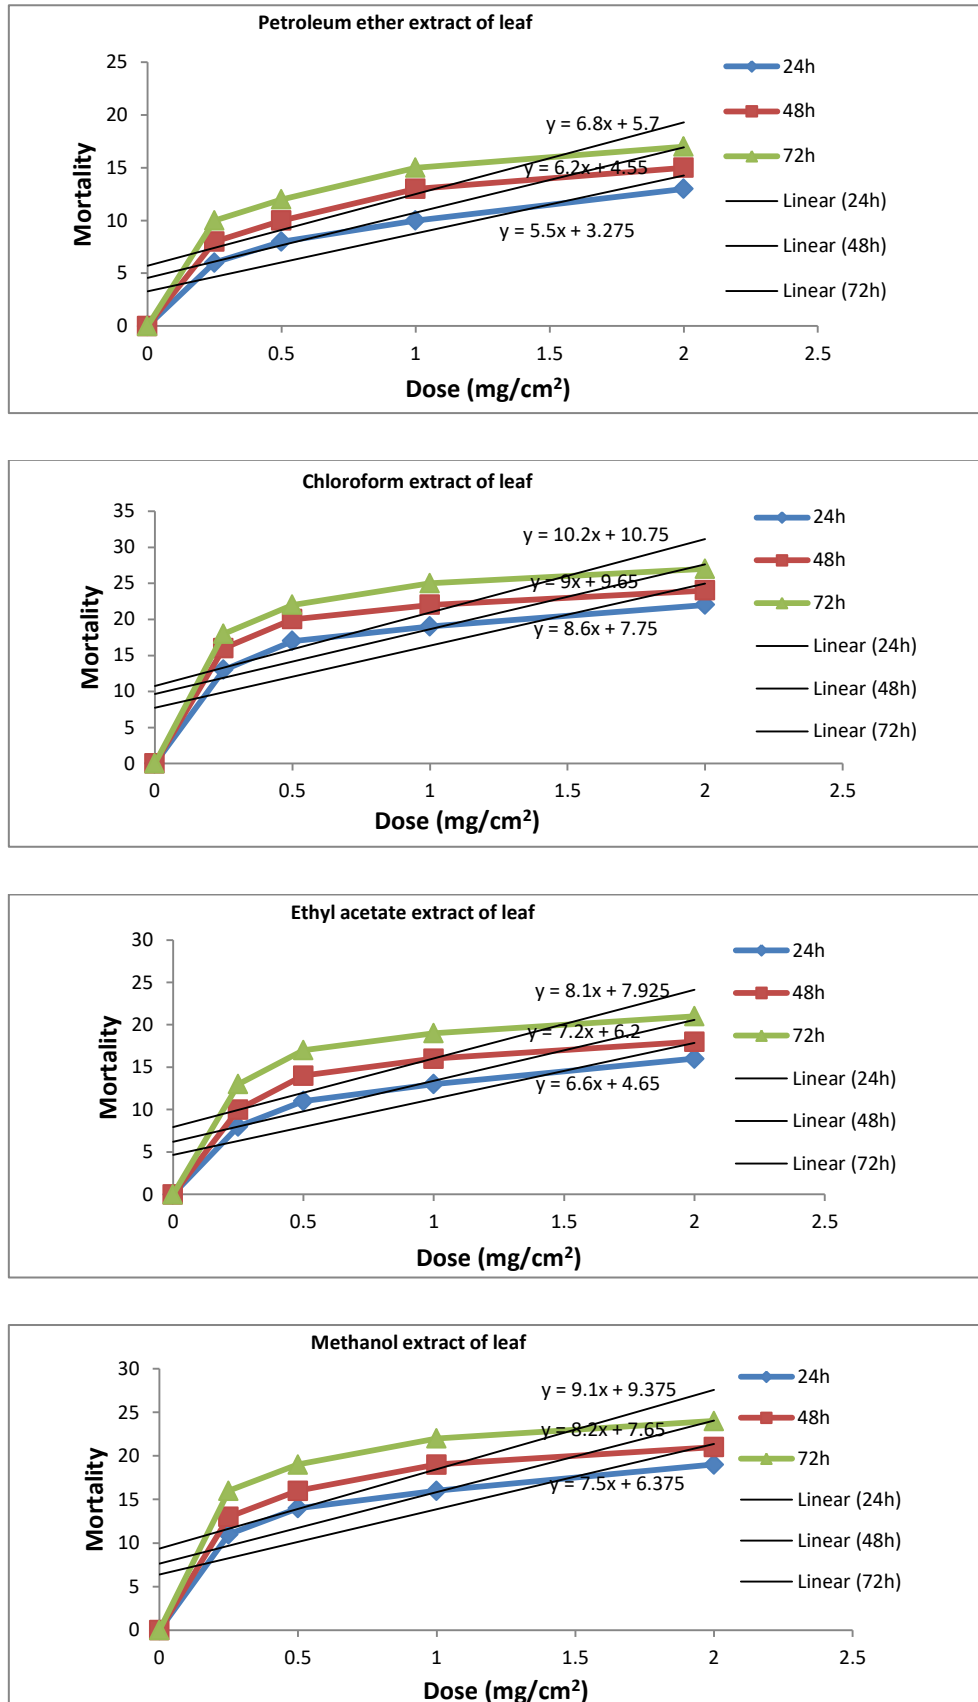 Petroleum ether extract of leaf
25
20
15
10
5
0
Mortality
y = 6.8x + 5.7
y = 6.2x + 4.55
y = 5.5x + 3.275
0 0.5 1 1.5 2 2.5
Dose (mg/cm²)
24h
48h
72h
Linear (24h)
Linear (48h)
Linear (72h)
Chloroform extract of leaf
35
30
25
20
15
10
5
0
Mortality
y = 10.2x + 10.75
y = 9x + 9.65
y = 8.6x + 7.75
0 0.5 1 1.5 2 2.5
Dose (mg/cm²)
24h
48h
72h
Linear (24h)
Linear (48h)
Linear (72h)
Ethyl acetate extract of leaf
30
25
20
15
10
5
0
Mortality
y = 8.1x + 7.925
y = 7.2x + 6.2
y = 6.6x + 4.65
0 0.5 1 1.5 2 2.5
Dose (mg/cm²)
24h
48h
72h
Linear (24h)
Linear (48h)
Linear (72h)
Methanol extract of leaf
30
25
20
15
10
5
0
Mortality
y = 9.1x + 9.375
y = 8.2x + 7.65
y = 7.5x + 6.375
0 0.5 1 1.5 2 2.5
Dose (mg/cm²)
24h
48h
72h
Linear (24h)
Linear (48h)
Linear (72h)